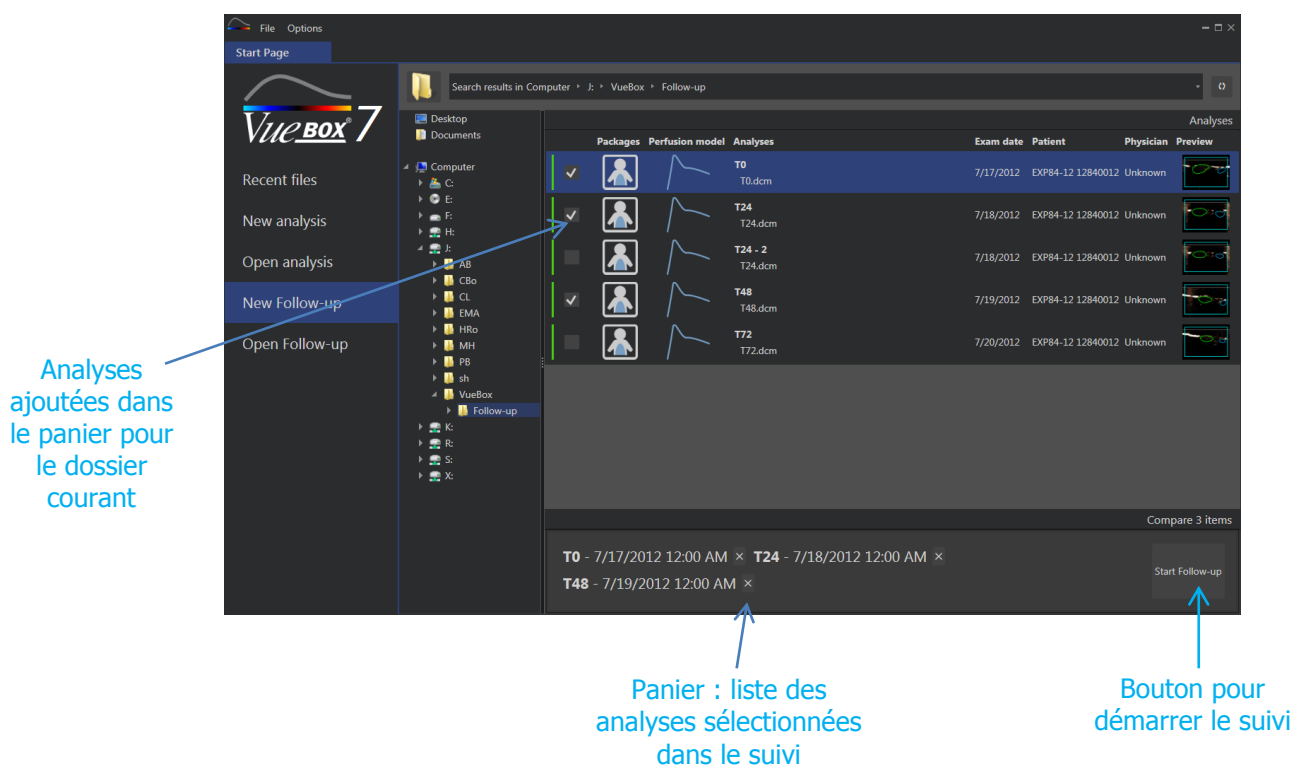 File Options
Start Page
VUEBOX® 7
Recent files
New analysis
Open analysis
New Follow-up
Open Follow-up
Search results in Computer J: VueBox Follow-up
Desktop
Documents
Computer
C:
E:
F:
H:
J:
AB
CBo
CL
EMA
HRo
MH
PB
sh
VueBox
Follow-up
K:
R:
S:
X:
Analyses
Packages Perfusion model Analyses Exam date Patient Physician Preview
T0
T0.dcm
7/17/2012 EXP84-12 12840012 Unknown
T24
T24.dcm
7/18/2012 EXP84-12 12840012 Unknown
T24 - 2
T24.dcm
7/18/2012 EXP84-12 12840012 Unknown
T48
T48.dcm
7/19/2012 EXP84-12 12840012 Unknown
T72
T72.dcm
7/20/2012 EXP84-12 12840012 Unknown
Compare 3 items
T0 - 7/17/2012 12:00 AM × T24 - 7/18/2012 12:00 AM ×
T48 - 7/19/2012 12:00 AM ×
Start Follow-up
Analyses
ajoutées dans
le panier pour
le dossier
courant
Panier : liste des
analyses sélectionnées
dans le suivi
Bouton pour
démarrer le suivi